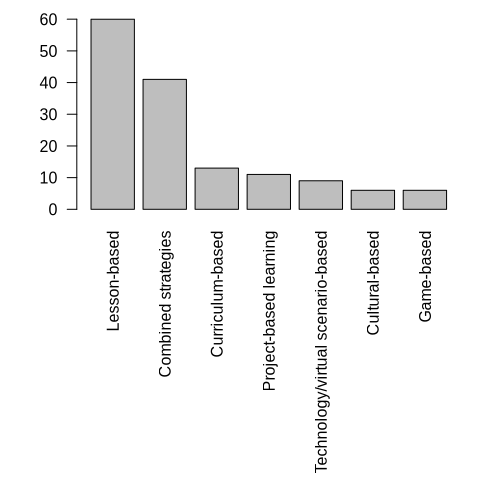 60
50
40
30
20
10
0
Lesson-based
Combined strategies
Curriculum-based
Project-based learning
Technology/virtual scenario-based
Cultural-based
Game-based